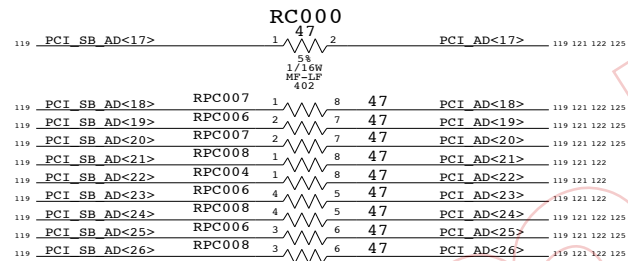 RC000
47
119 PCI_SB_AD<17> 1 2 PCI_AD<17> 119 121 122 125
5%
1/16W
MF-LF
402
119 PCI_SB_AD<18> RPC007 1 8 47 PCI_AD<18> 119 121 122 125
119 PCI_SB_AD<19> RPC006 2 7 47 PCI_AD<19> 119 121 122 125
119 PCI_SB_AD<20> RPC007 2 7 47 PCI_AD<20> 119 121 122 125
119 PCI_SB_AD<21> RPC008 1 8 47 PCI_AD<21> 119 121 122
119 PCI_SB_AD<22> RPC004 1 8 47 PCI_AD<22> 119 121 122
119 PCI_SB_AD<23> RPC006 4 5 47 PCI_AD<23> 119 121 122
119 PCI_SB_AD<24> RPC008 4 5 47 PCI_AD<24> 119 121 122 125
119 PCI_SB_AD<25> RPC006 3 6 47 PCI_AD<25> 119 121 122 125
119 PCI_SB_AD<26> RPC008 3 6 47 PCI_AD<26> 119 121 122 125